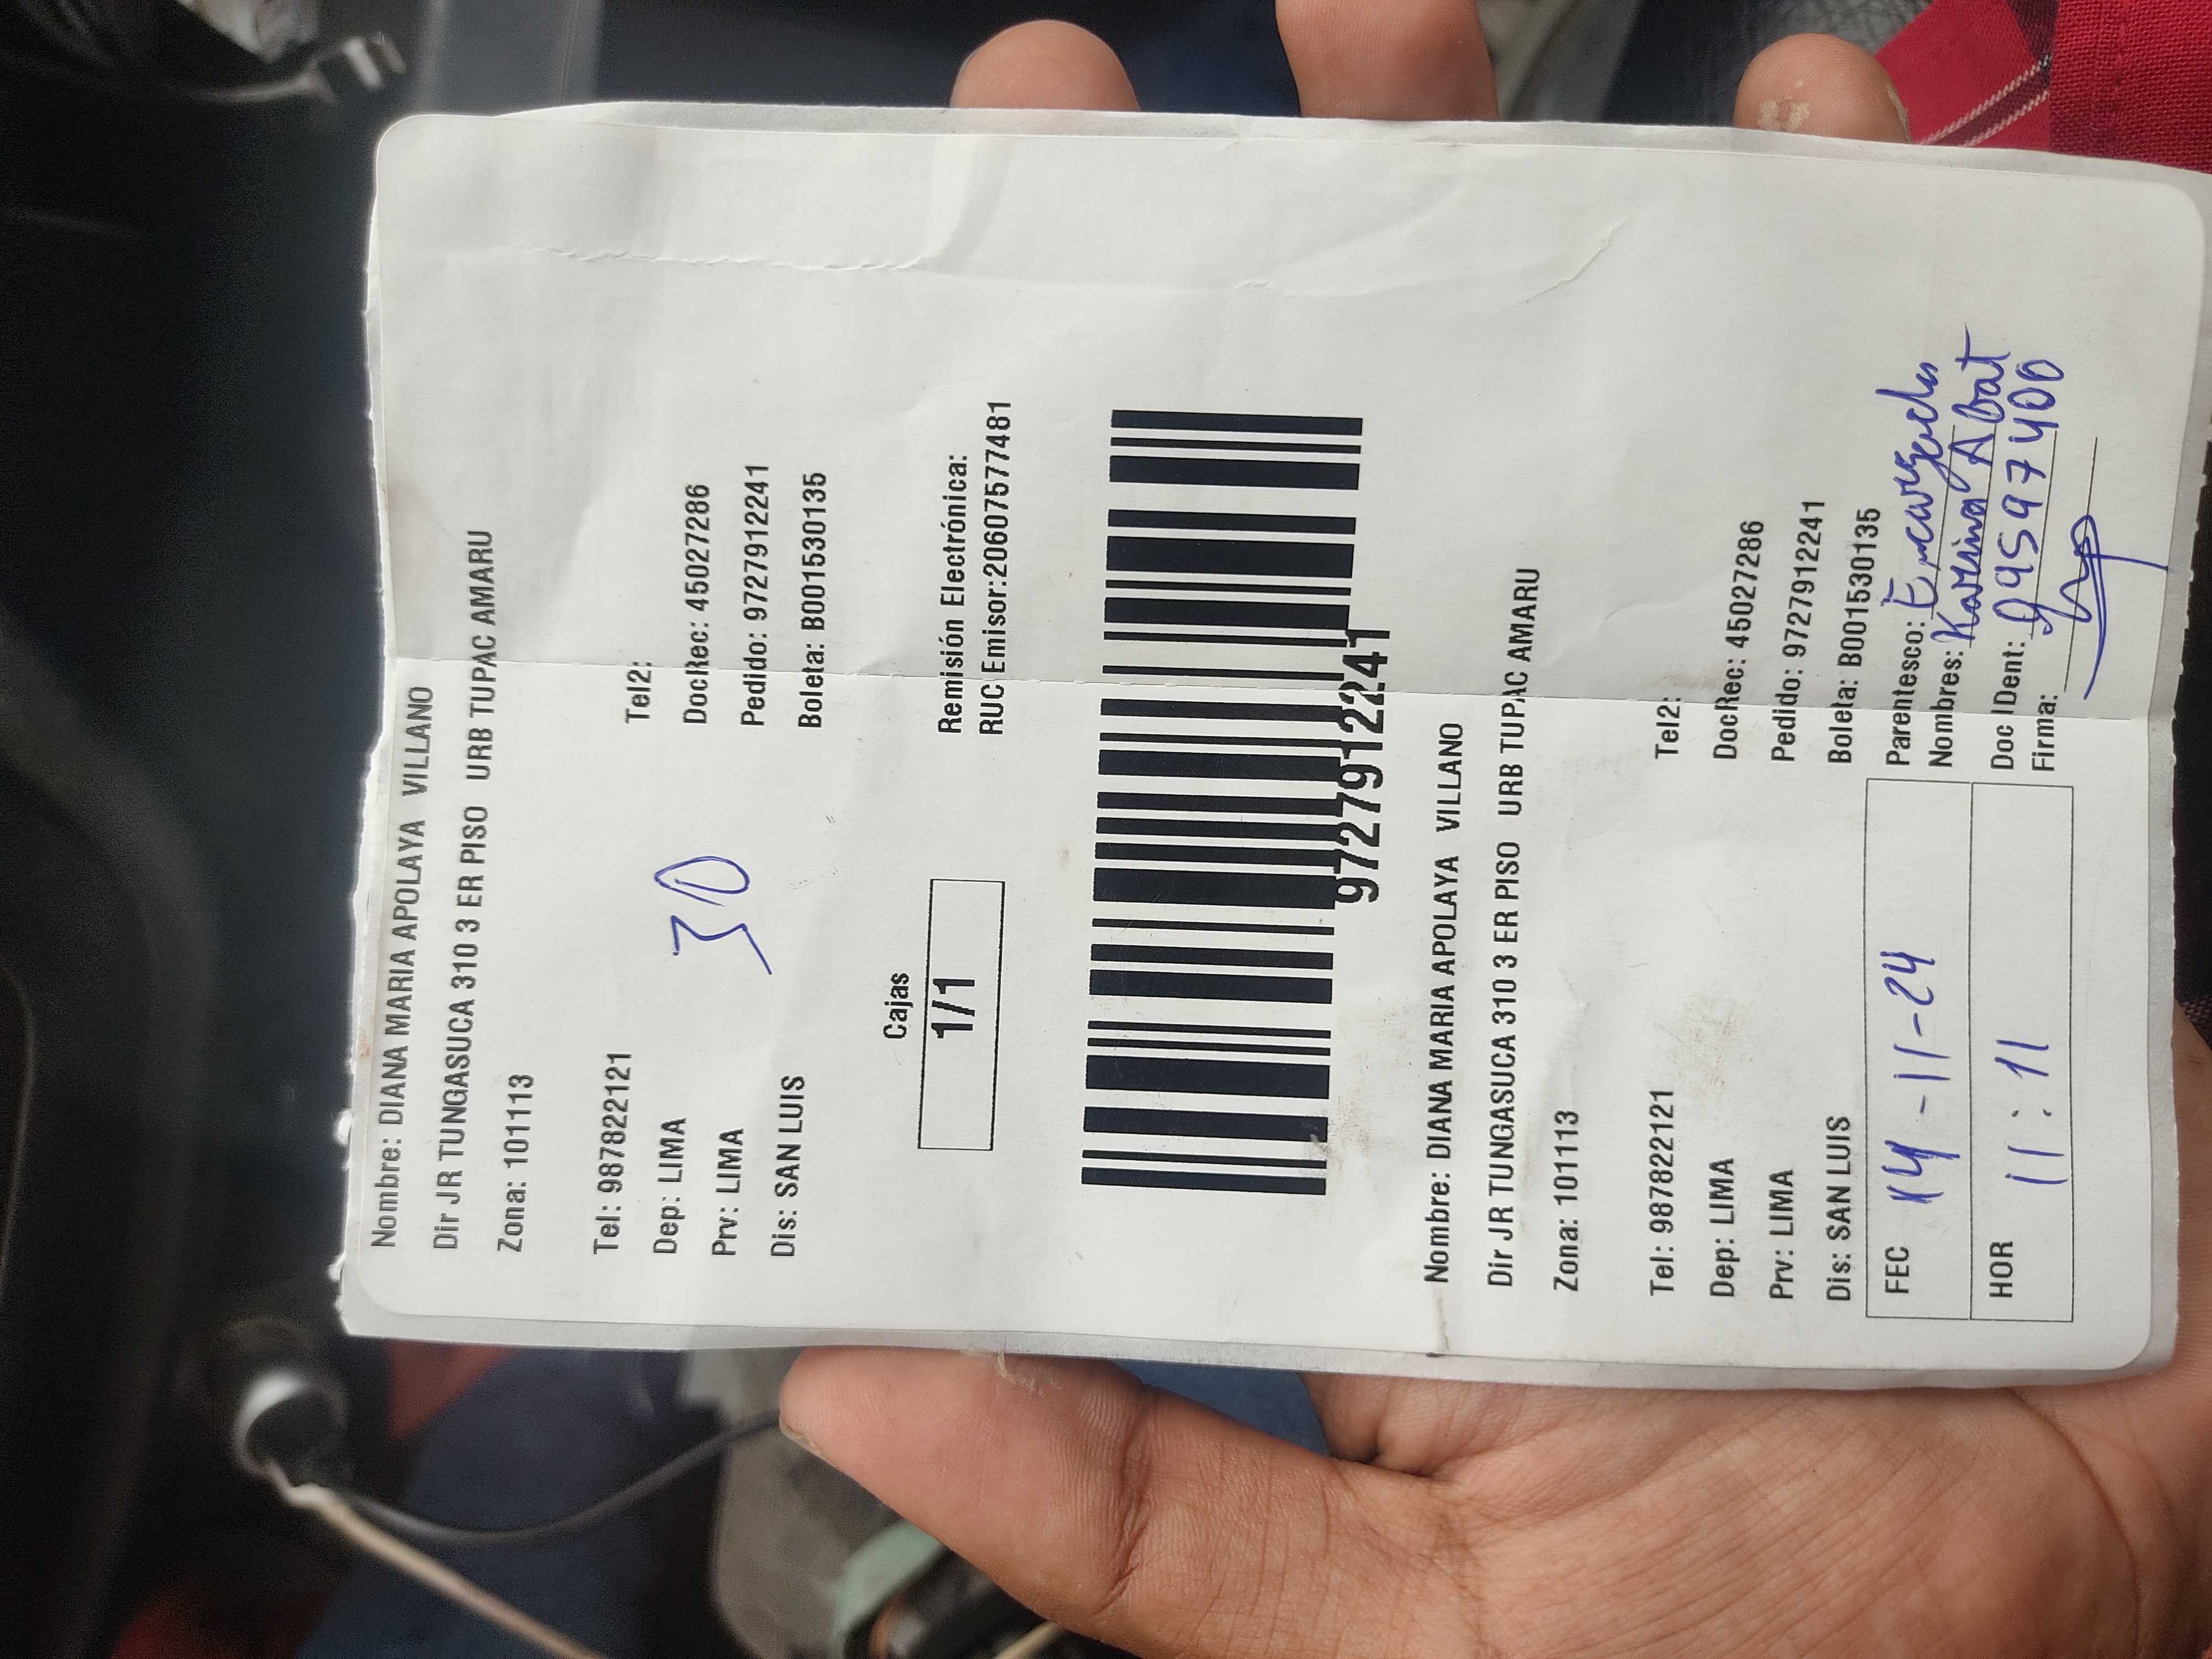 Nombre: DIANA MARIA APOLAYA VILLANO
Dir JR TUNGASUCA 310 3 ER PISO URB TUPAC AMARU
Zona: 101113
Tel: 987822121 Tel2:
Dep: LIMA DocRec: 45027286
Prv: LIMA Pedido: 9727912241
Dis: SAN LUIS Boleta: B001530135
30
Cajas
1/1
Remisión Electrónica:
RUC Emisor:20607577481
9727912241
Nombre: DIANA MARIA APOLAYA VILLANO
Dir JR TUNGASUCA 310 3 ER PISO URB TUPAC AMARU
Zona: 101113
Tel: 987822121 Tel2:
Dep: LIMA DocRec: 45027286
Prv: LIMA Pedido: 9727912241
Dis: SAN LUIS Boleta: B001530135
FEC 14-11-24 Parentesco:
Nombres: Karina Abat
HOR 11:11 Doc IDent: 09597400
Firma: